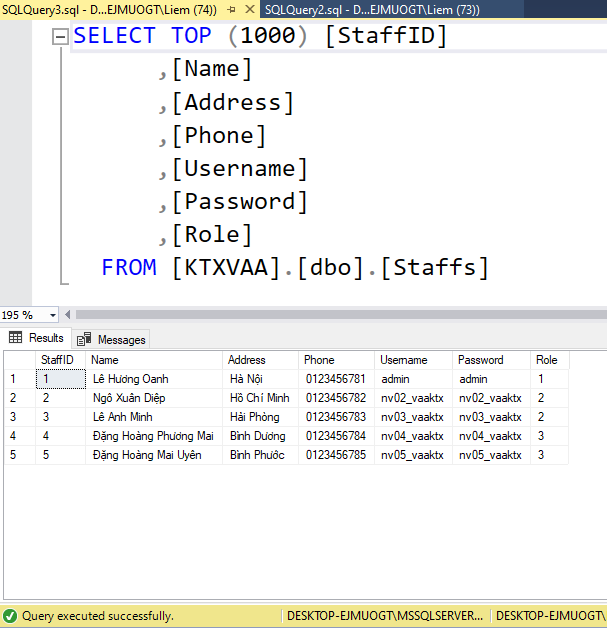 SQLQuery3.sql - D...EJMUOGT\Liem (74)) SQLQuery2.sql - D...EJMUOGT\Liem (73))
SELECT TOP (1000) [StaffID]
,[Name]
,[Address]
,[Phone]
,[Username]
,[Password]
,[Role]
FROM [KTXVAA].[dbo].[Staffs]
195 %
Results Messages
StaffID Name Address Phone Username Password Role
1 1 Lê Hương Oanh Hà Nội 0123456781 admin admin 1
2 2 Ngô Xuân Diệp Hồ Chí Minh 0123456782 nv02_vaaktx nv02_vaaktx 2
3 3 Lê Anh Minh Hải Phòng 0123456783 nv03_vaaktx nv03_vaaktx 2
4 4 Đặng Hoàng Phương Mai Bình Dương 0123456784 nv04_vaaktx nv04_vaaktx 3
5 5 Đặng Hoàng Mai Uyên Bình Phước 0123456785 nv05_vaaktx nv05_vaaktx 3
Query executed successfully. DESKTOP-EJMUOGT\MSSQLSERVER... DESKTOP-EJMUOGT\Liem